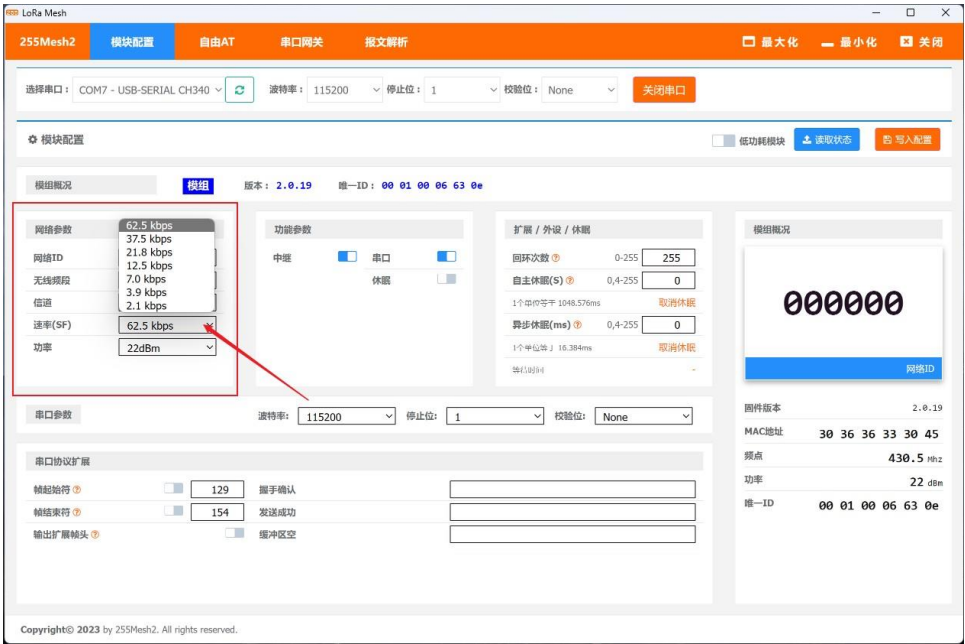 LoRa Mesh
255Mesh2 模块配置 自由AT 串口网关 报文解析 最大化 最小化 关闭
选择串口： COM7 - USB-SERIAL CH340 波特率： 115200 停止位： 1 校验位： None 关闭串口
模块配置 低功耗模块 读取状态 写入配置
模组概况 模组 版本： 2.0.19 唯一ID： 00 01 00 06 63 0e
网络参数
62.5 kbps
37.5 kbps
21.8 kbps
12.5 kbps
7.0 kbps
3.9 kbps
2.1 kbps
网络ID
无线频段
信道
速率(SF) 62.5 kbps
功率 22dBm
功能参数
中继 串口
休眠
扩展 / 外设 / 休眠
回环次数 ? 0-255 255
自主休眠(S) ? 0,4-255 0
1个单位等于 1048.576ms 取消休眠
异步休眠(ms) ? 0,4-255 0
1个单位等于 16.384ms 取消休眠
等待时间 -
模组概况
000000
网络ID
固件版本 2.0.19
MAC地址 30 36 36 33 30 45
频点 430.5 Mhz
功率 22 dBm
唯一ID 00 01 00 06 63 0e
串口参数 波特率: 115200 停止位: 1 校验位: None
串口协议扩展
帧起始符 ? 129 握手确认
帧结束符 ? 154 发送成功
输出扩展帧头 ? 缓冲区空
Copyright© 2023 by 255Mesh2. All rights reserved.